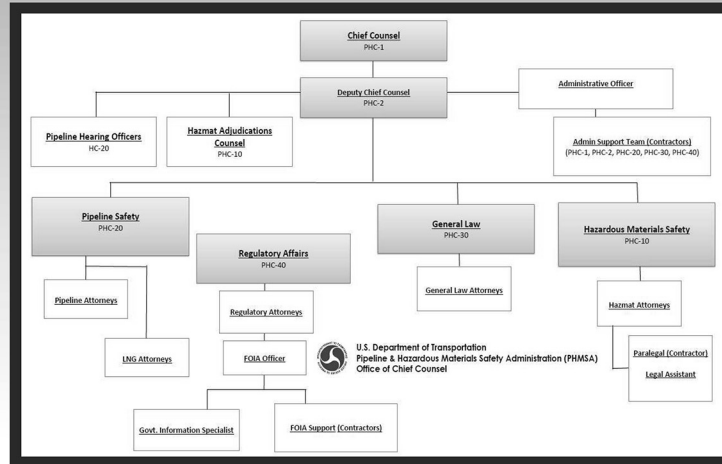 Chief Counsel
PHC-1
Deputy Chief Counsel
PHC-2
Administrative Officer
Pipeline Hearing Officers
HC-20
Hazmat Adjudications
Counsel
PHC-10
Admin Support Team (Contractors)
(PHC-1, PHC-2, PHC-20, PHC-30, PHC-40)
Pipeline Safety
PHC-20
Regulatory Affairs
PHC-40
General Law
PHC-30
Hazardous Materials Safety
PHC-10
Pipeline Attorneys
LNG Attorneys
Regulatory Attorneys
FOIA Officer
Govt. Information Specialist
FOIA Support (Contractors)
General Law Attorneys
Hazmat Attorneys
Paralegal (Contractor)
Legal Assistant
U.S. Department of Transportation
Pipeline & Hazardous Materials Safety Administration (PHMSA)
Office of Chief Counsel